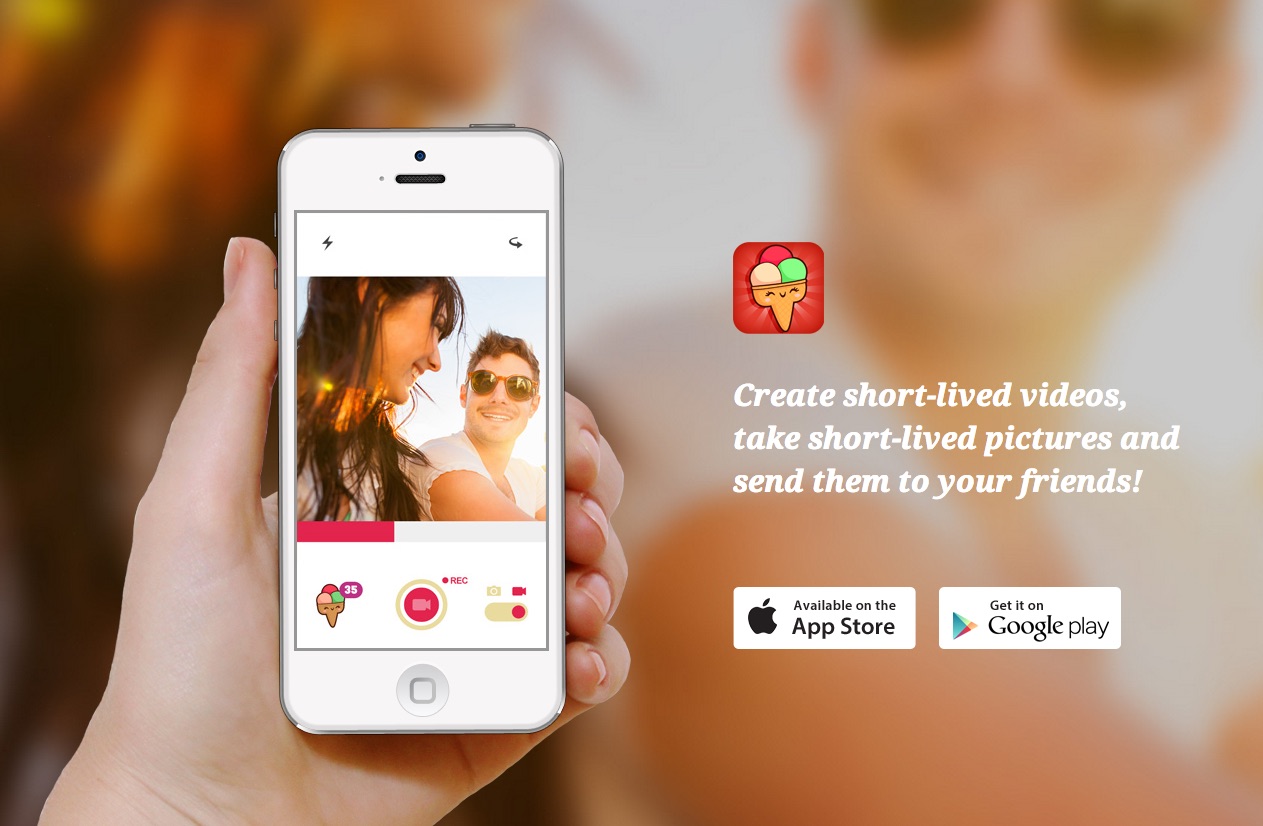 35
REC
Create short-lived videos,
take short-lived pictures and
send them to your friends!
Available on the
App Store
Get it on
Google play